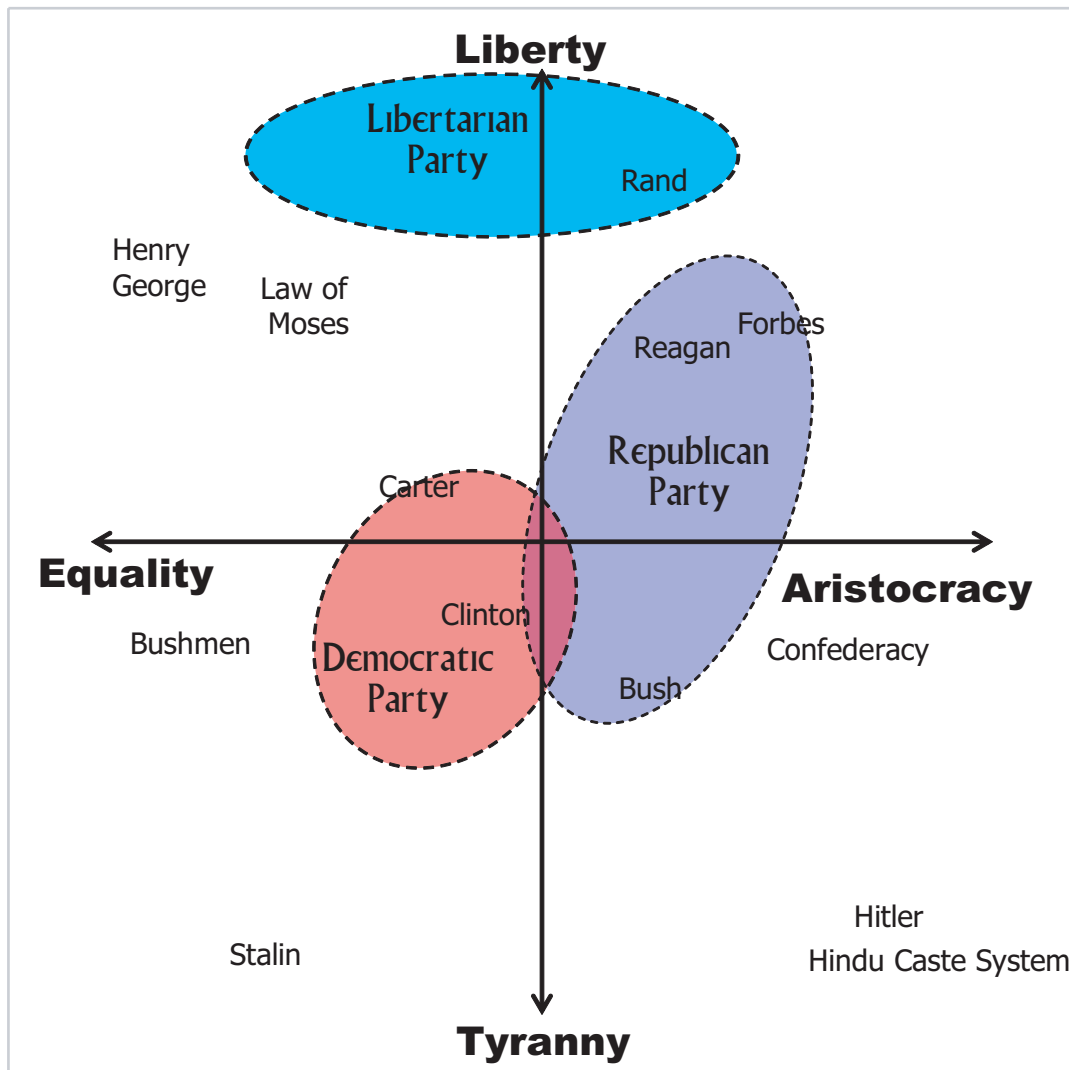 Liberty
Libertarian
Party
Rand
Henry
George
Law of
Moses
Forbes
Reagan
Republican
Party
Carter
Equality
Aristocracy
Clinton
Bushmen
Democratic
Party
Confederacy
Bush
Hitler
Stalin
Hindu Caste System
Tyranny